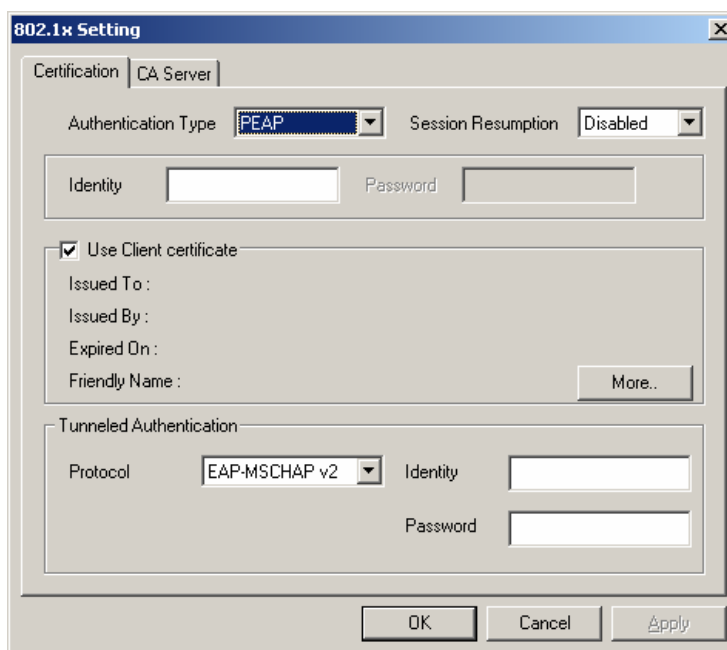 802.1x Setting
Certification CA Server
Authentication Type PEAP Session Resumption Disabled
Identity Password
Use Client certificate
Issued To :
Issued By :
Expired On :
Friendly Name : More..
Tunneled Authentication
Protocol EAP-MSCHAP v2 Identity
Password
OK Cancel Apply